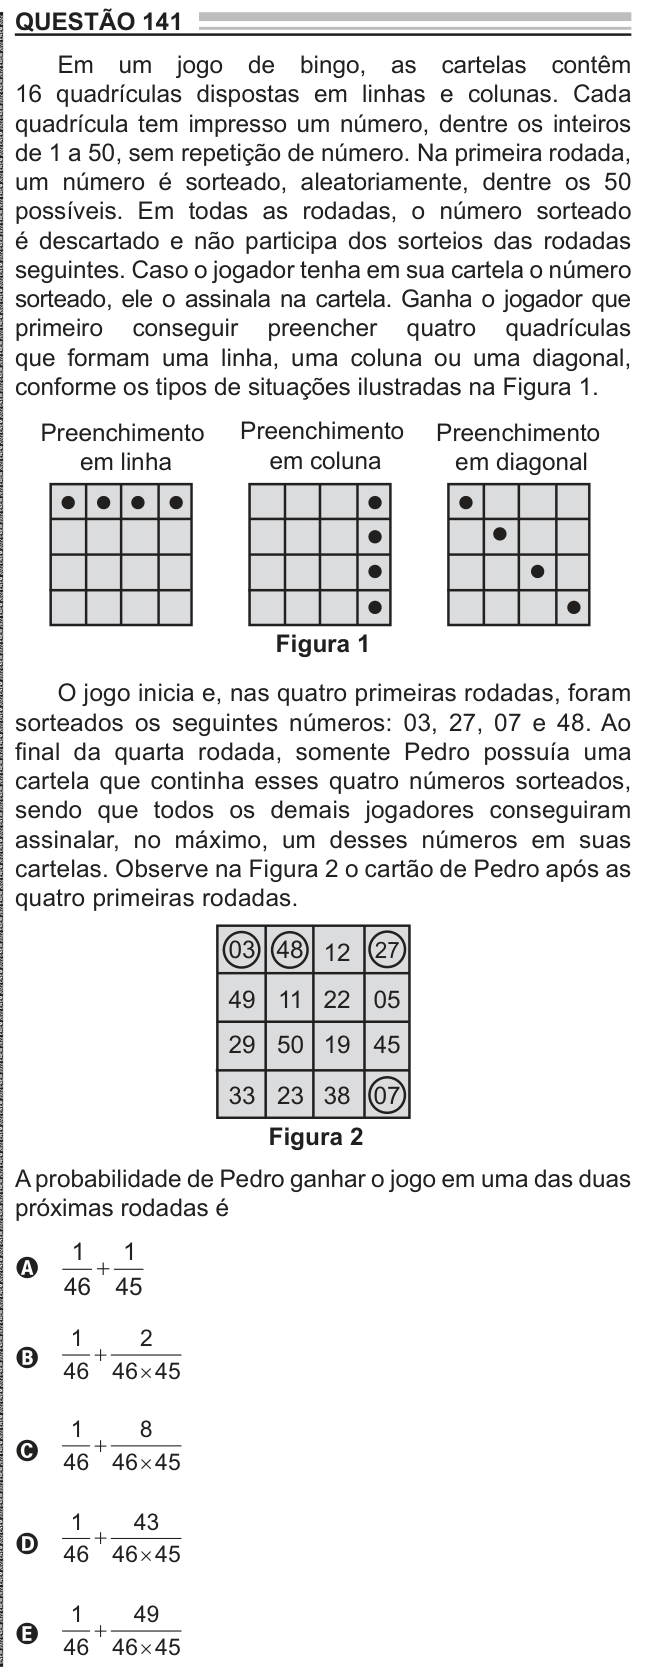 QUESTÃO 141
Em um jogo de bingo, as cartelas contêm
16 quadrículas dispostas em linhas e colunas. Cada
quadrícula tem impresso um número, dentre os inteiros
de 1 a 50, sem repetição de número. Na primeira rodada,
um número é sorteado, aleatoriamente, dentre os 50
possíveis. Em todas as rodadas, o número sorteado
é descartado e não participa dos sorteios das rodadas
seguintes. Caso o jogador tenha em sua cartela o número
sorteado, ele o assinala na cartela. Ganha o jogador que
primeiro conseguir preencher quatro quadrículas
que formam uma linha, uma coluna ou uma diagonal,
conforme os tipos de situações ilustradas na Figura 1.
Preenchimento em linha
Preenchimento em coluna
Preenchimento em diagonal
Figura 1
O jogo inicia e, nas quatro primeiras rodadas, foram
sorteados os seguintes números: 03, 27, 07 e 48. Ao
final da quarta rodada, somente Pedro possuía uma
cartela que continha esses quatro números sorteados,
sendo que todos os demais jogadores conseguiram
assinalar, no máximo, um desses números em suas
cartelas. Observe na Figura 2 o cartão de Pedro após as
quatro primeiras rodadas.
03 48 12 27
49 11 22 05
29 50 19 45
33 23 38 07
Figura 2
A probabilidade de Pedro ganhar o jogo em uma das duas
próximas rodadas é
A 1/46 + 1/45
B 1/46 + 2/46×45
C 1/46 + 8/46×45
D 1/46 + 43/46×45
E 1/46 + 49/46×45